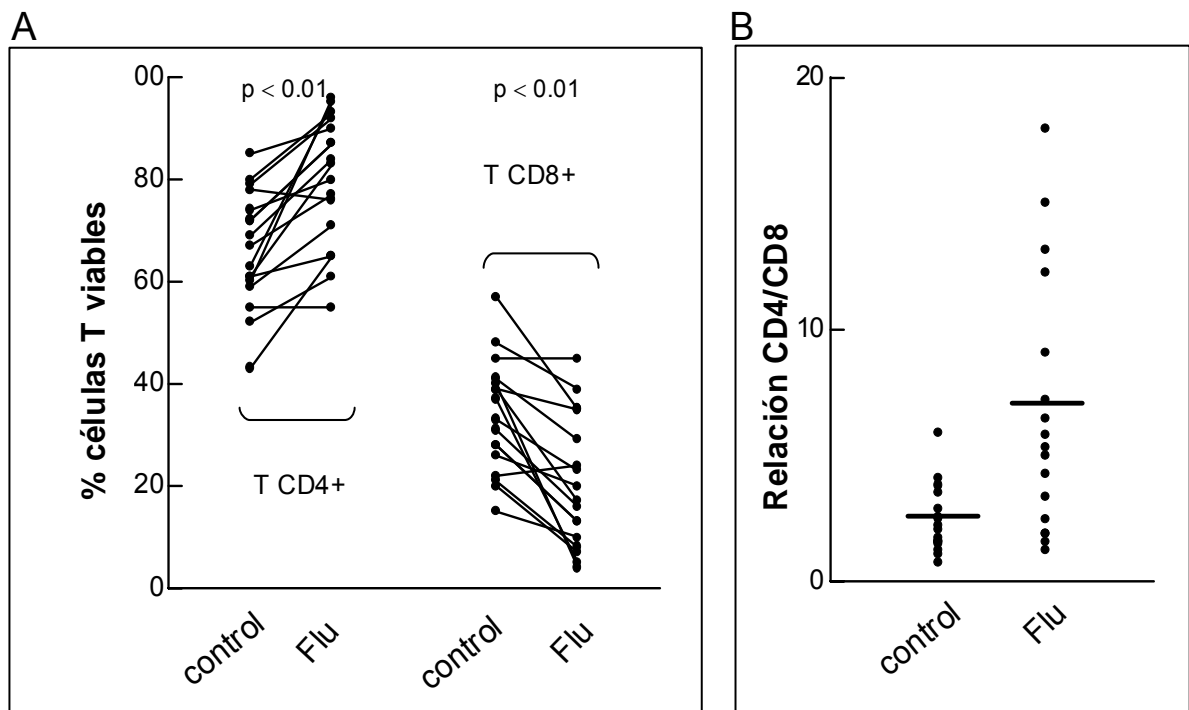 A
% células T viables
00
80
60
40
20
0
p < 0.01
p < 0.01
T CD8+
T CD4+
control
Flu
control
Flu
B
Relación CD4/CD8
20
10
0
control
Flu